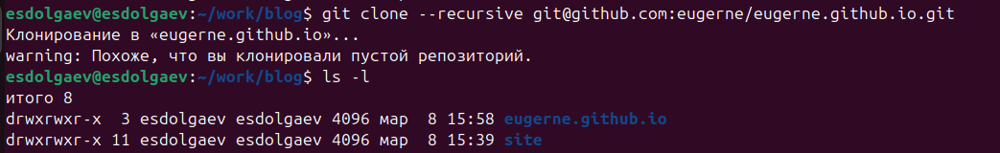 esdolgaev@esdolgaev:~/work/blog$ git clone --recursive git@github.com:eugerne/eugerne.github.io.git
Клонирование в «eugerne.github.io»...
warning: Похоже, что вы клонировали пустой репозиторий.
esdolgaev@esdolgaev:~/work/blog$ ls -l
итого 8
drwxrwxr-x  3 esdolgaev esdolgaev 4096 мар  8 15:58 eugerne.github.io
drwxrwxr-x 11 esdolgaev esdolgaev 4096 мар  8 15:39 site